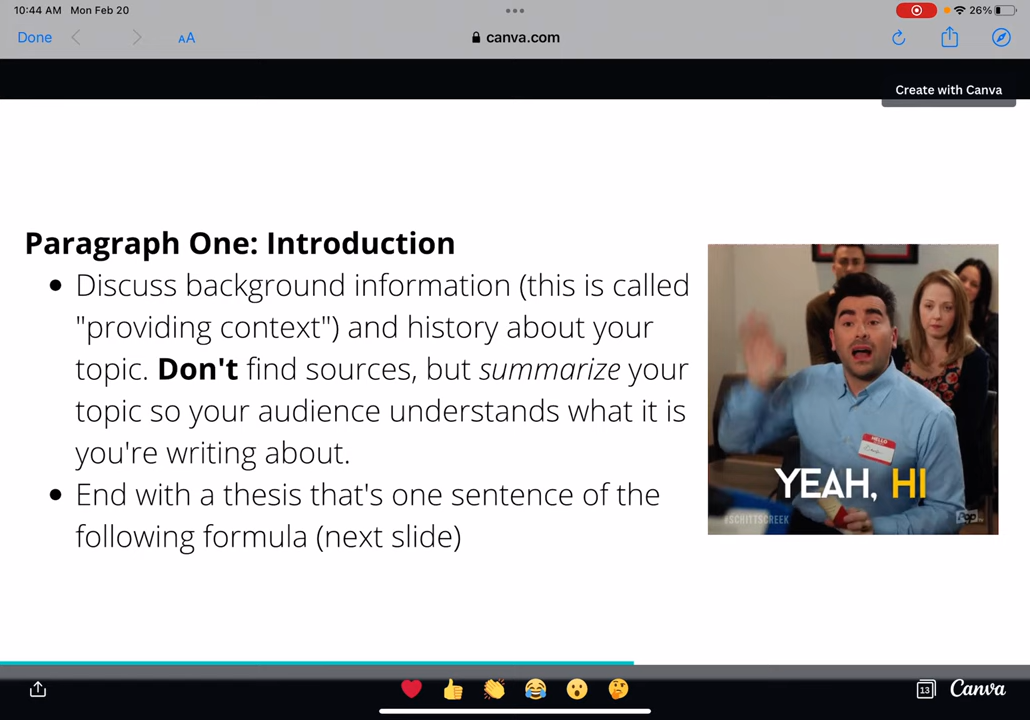 10:44 AM Mon Feb 20
26%
Done
AA
canva.com
Create with Canva
Paragraph One: Introduction
Discuss background information (this is called
"providing context") and history about your
topic. Don't find sources, but summarize your
topic so your audience understands what it is
you're writing about.
End with a thesis that's one sentence of the
following formula (next slide)
HELLO
YEAH, HI
#SCHITTSCREEK
Pop
13
Canva